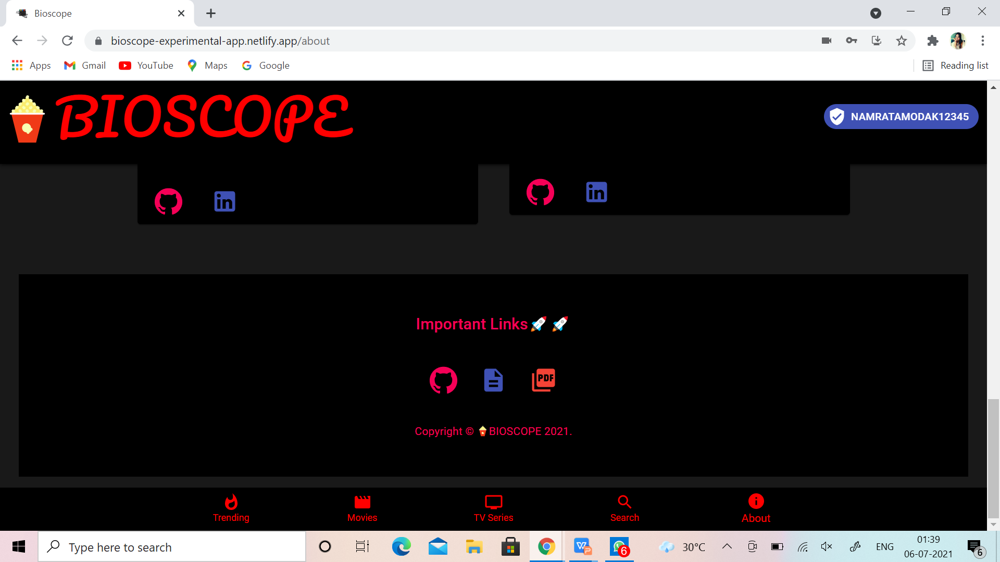 Bioscope
bioscope-experimental-app.netlify.app/about
Apps
Gmail
YouTube
Maps
Google
Reading list
BIOSCOPE
NAMRATAMODAK12345
Important Links🚀 🚀
PDF
Copyright © 🍿BIOSCOPE 2021.
Trending
Movies
TV Series
Search
About
Type here to search
6
30°C
ENG
01:39
06-07-2021
6